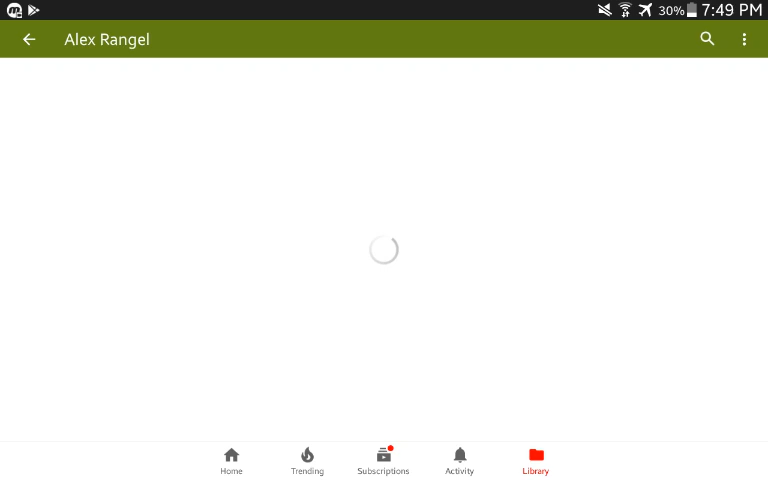 30% 7:49 PM
Alex Rangel
Home Trending Subscriptions Activity Library